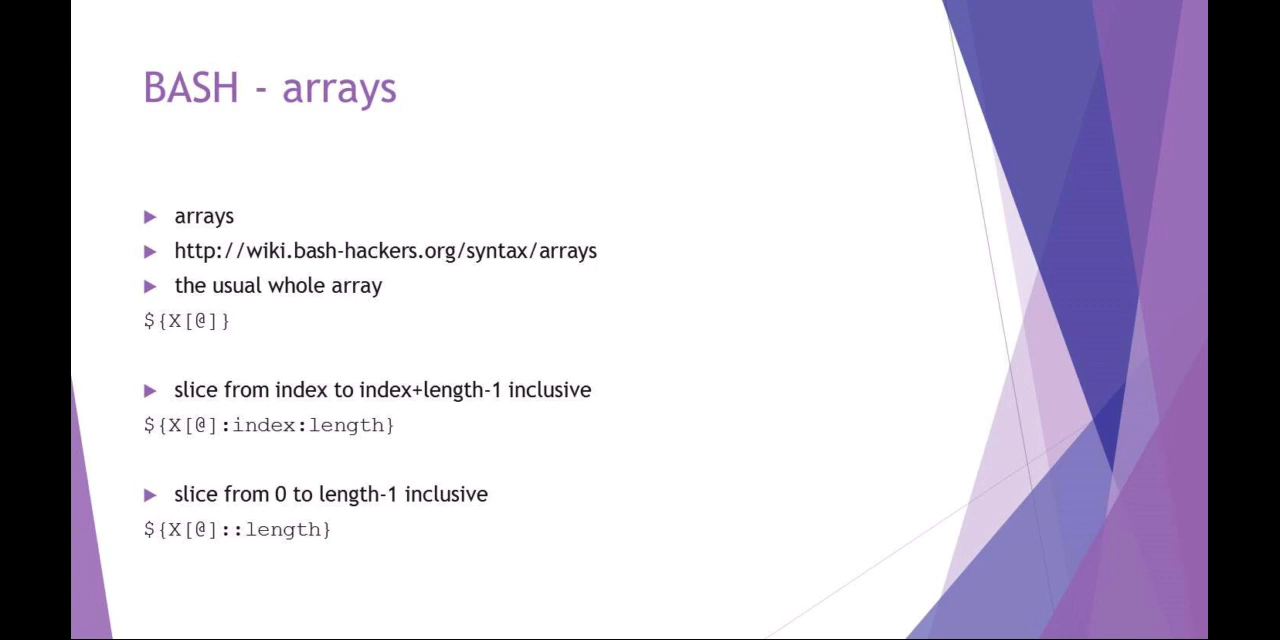 BASH - arrays
arrays
http://wiki.bash-hackers.org/syntax/arrays
the usual whole array
${X[@]}
slice from index to index+length-1 inclusive
${X[@]:index:length}
slice from 0 to length-1 inclusive
${X[@]::length}